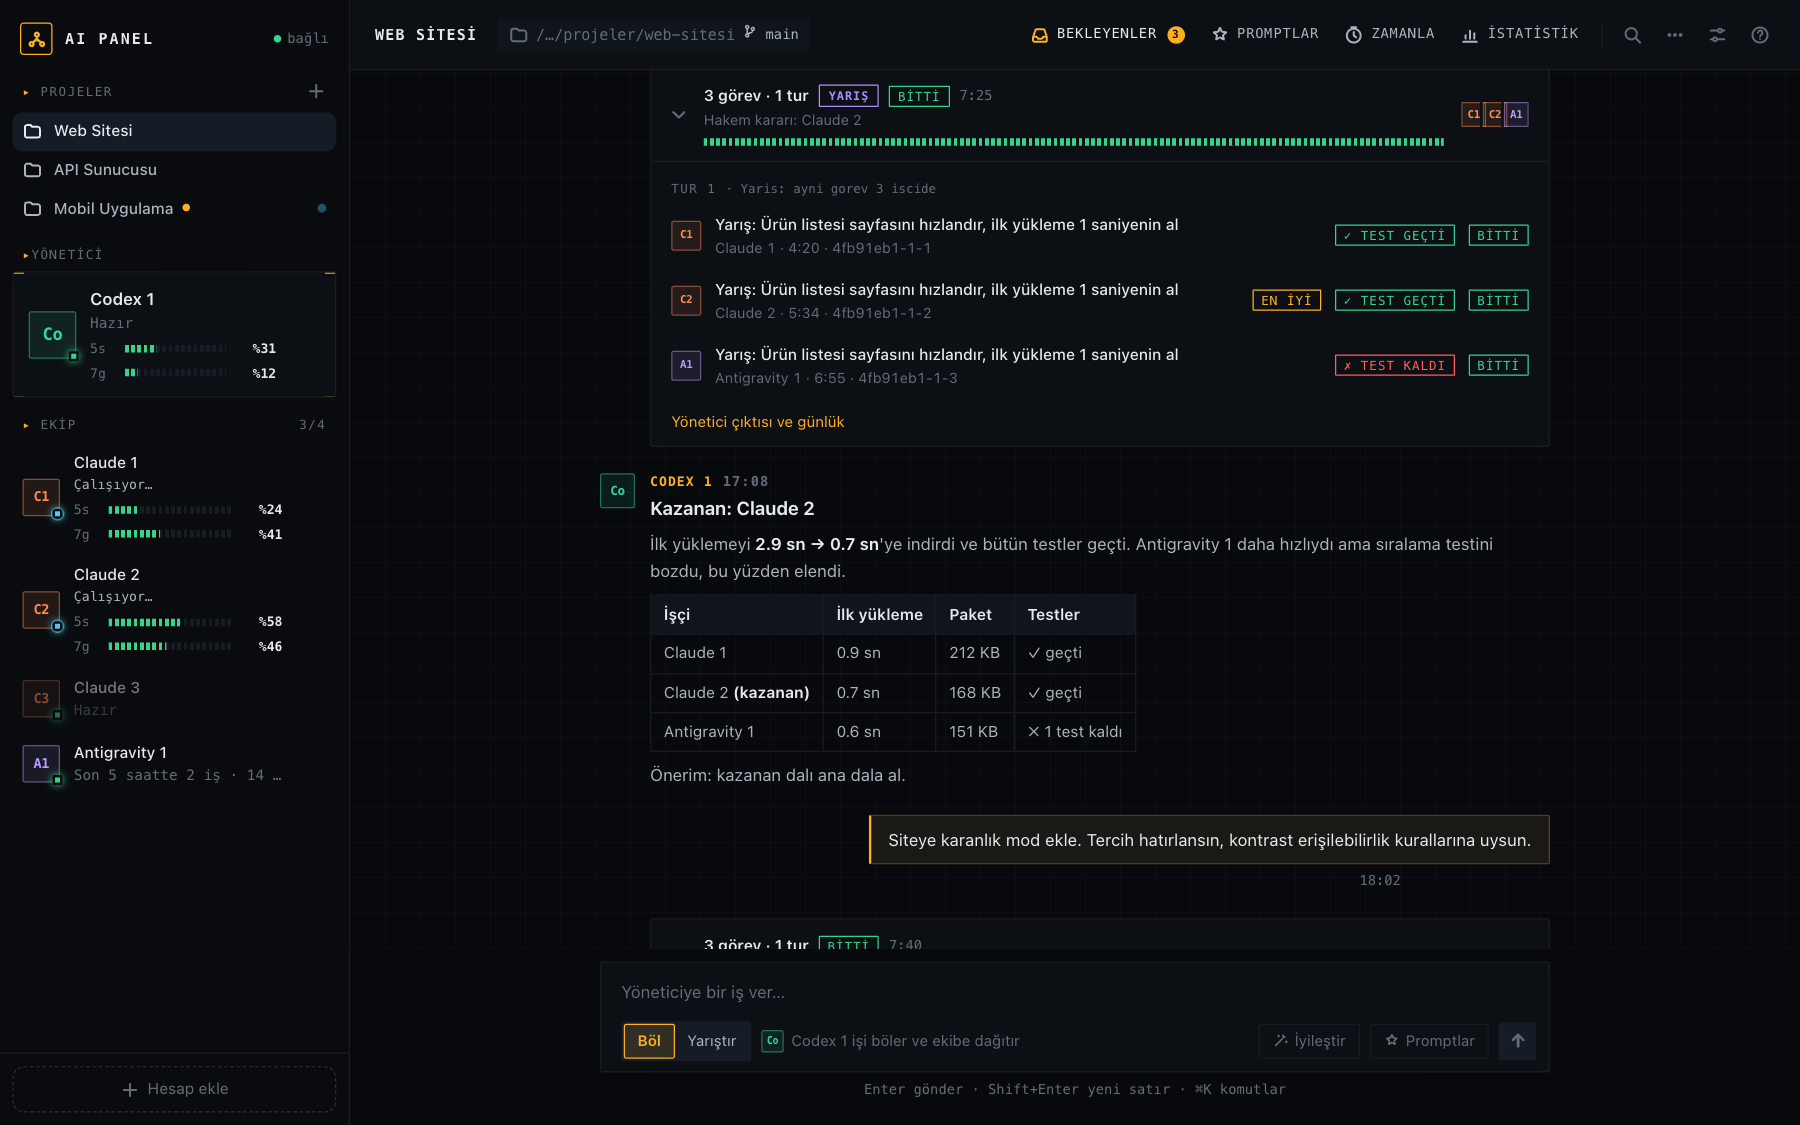 AI PANEL
bağlı
PROJELER
Web Sitesi
API Sunucusu
Mobil Uygulama
YÖNETİCİ
Co
Codex 1
Hazır
5s %31
7g %12
EKİP 3/4
C1
Claude 1
Çalışıyor…
5s %24
7g %41
C2
Claude 2
Çalışıyor…
5s %58
7g %46
C3
Claude 3
Hazır
A1
Antigravity 1
Son 5 saatte 2 iş · 14 …
+ Hesap ekle
WEB SİTESİ
/…/projeler/web-sitesi main
BEKLEYENLER 3
PROMPTLAR
ZAMANLA
İSTATİSTİK
3 görev · 1 tur YARIŞ BİTTİ 7:25
Hakem kararı: Claude 2
C1 C2 A1
TUR 1 · Yaris: ayni gorev 3 iscide
C1
Yarış: Ürün listesi sayfasını hızlandır, ilk yükleme 1 saniyenin al
Claude 1 · 4:20 · 4fb91eb1-1-1
✓ TEST GEÇTİ BİTTİ
C2
Yarış: Ürün listesi sayfasını hızlandır, ilk yükleme 1 saniyenin al
Claude 2 · 5:34 · 4fb91eb1-1-2
EN İYİ ✓ TEST GEÇTİ BİTTİ
A1
Yarış: Ürün listesi sayfasını hızlandır, ilk yükleme 1 saniyenin al
Antigravity 1 · 6:55 · 4fb91eb1-1-3
✗ TEST KALDI BİTTİ
Yönetici çıktısı ve günlük
Co
CODEX 1 17:08
Kazanan: Claude 2
İlk yüklemeyi 2.9 sn → 0.7 sn'ye indirdi ve bütün testler geçti. Antigravity 1 daha hızlıydı ama sıralama testini
bozdu, bu yüzden elendi.
İşçi İlk yükleme Paket Testler
Claude 1 0.9 sn 212 KB ✓ geçti
Claude 2 (kazanan) 0.7 sn 168 KB ✓ geçti
Antigravity 1 0.6 sn 151 KB ✕ 1 test kaldı
Önerim: kazanan dalı ana dala al.
Siteye karanlık mod ekle. Tercih hatırlansın, kontrast erişilebilirlik kurallarına uysun.
18:02
3 görev · 1 tur BİTTİ 7:40
Yöneticiye bir iş ver…
Böl Yarıştır Co Codex 1 işi böler ve ekibe dağıtır
İyileştir
Promptlar
Enter gönder · Shift+Enter yeni satır · ⌘K komutlar